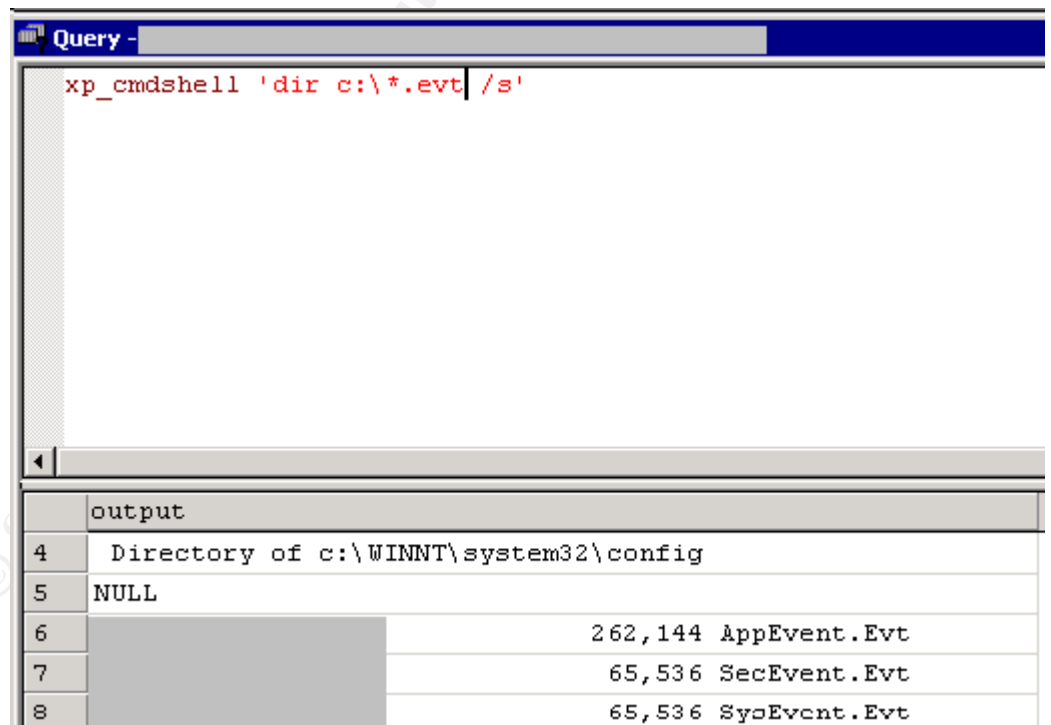 Query -
xp_cmdshell 'dir c:\*.evt /s'
output
4 Directory of c:\WINNT\system32\config
5 NULL
6 262,144 AppEvent.Evt
7 65,536 SecEvent.Evt
8 65,536 SysEvent.Evt